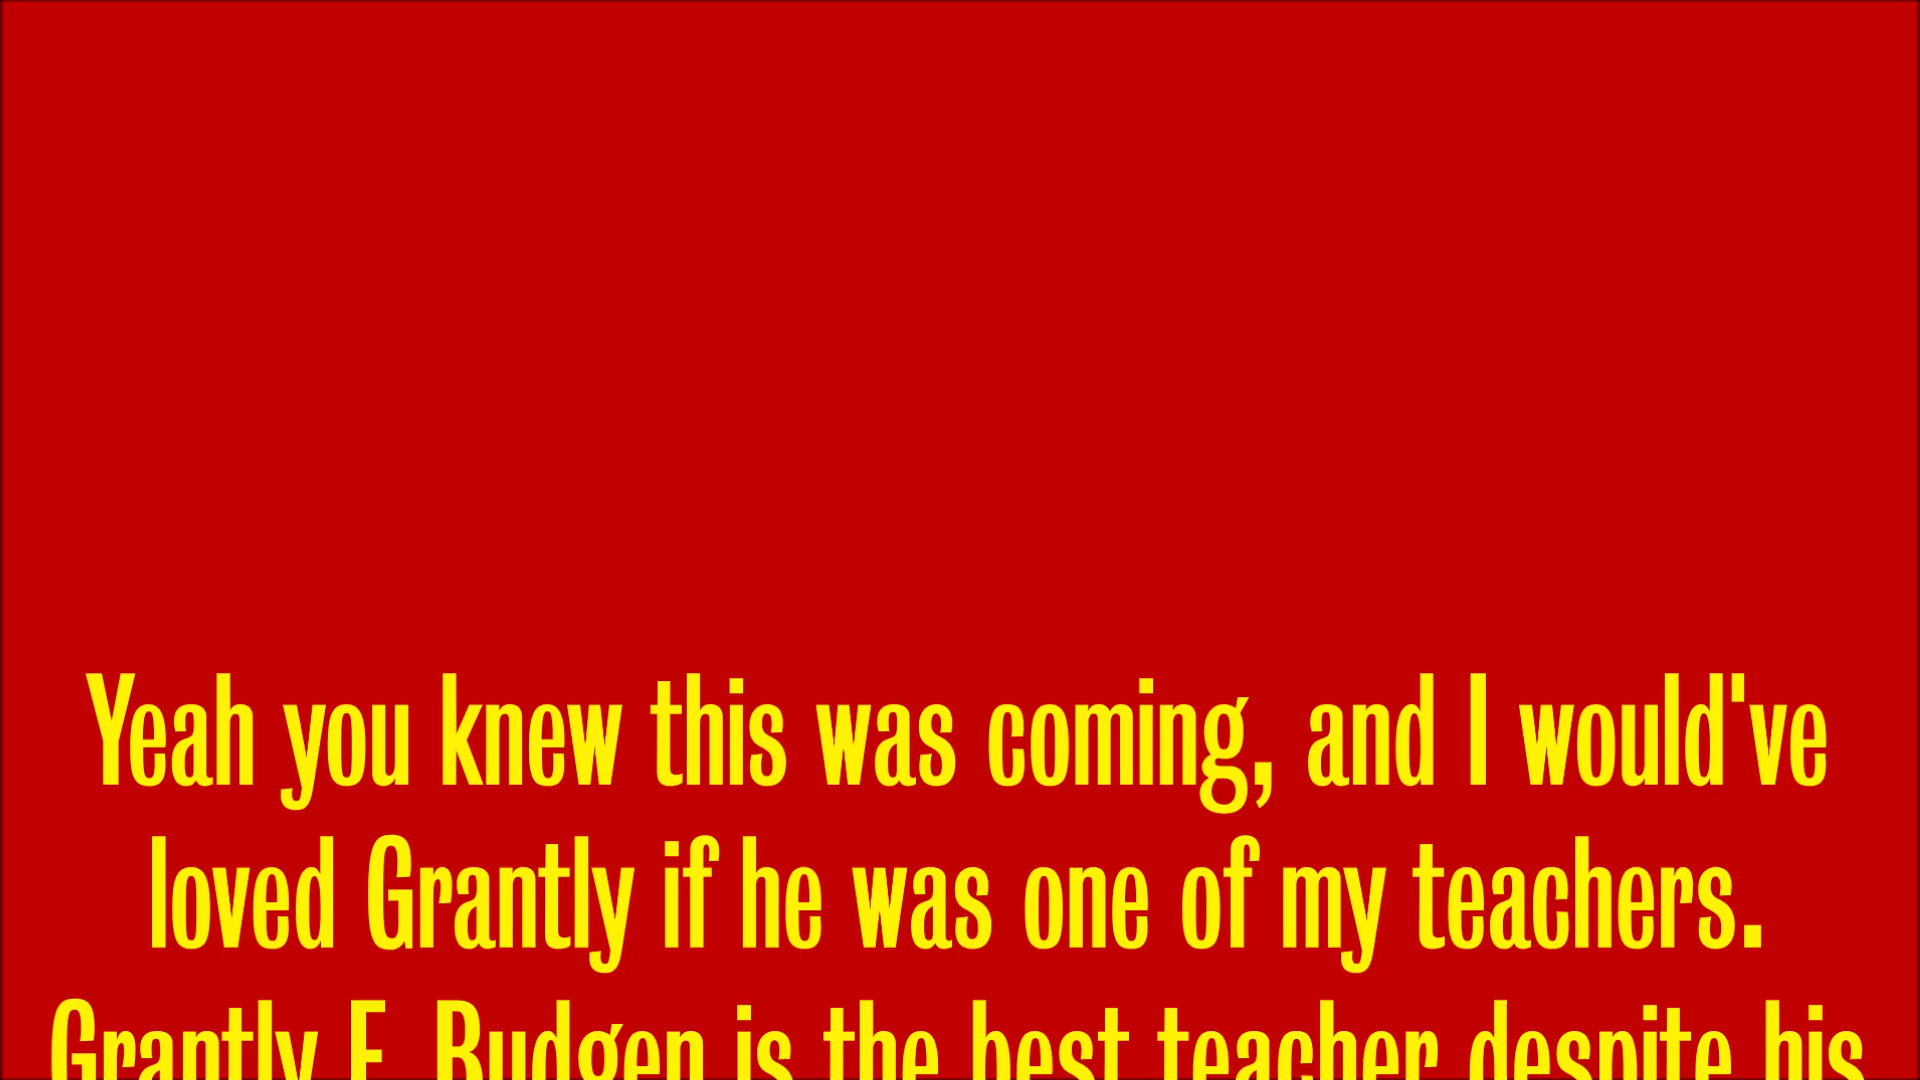 Yeah you knew this was coming, and I would've
loved Grantly if he was one of my teachers.
Grantly E. Budgen is the best teacher despite his